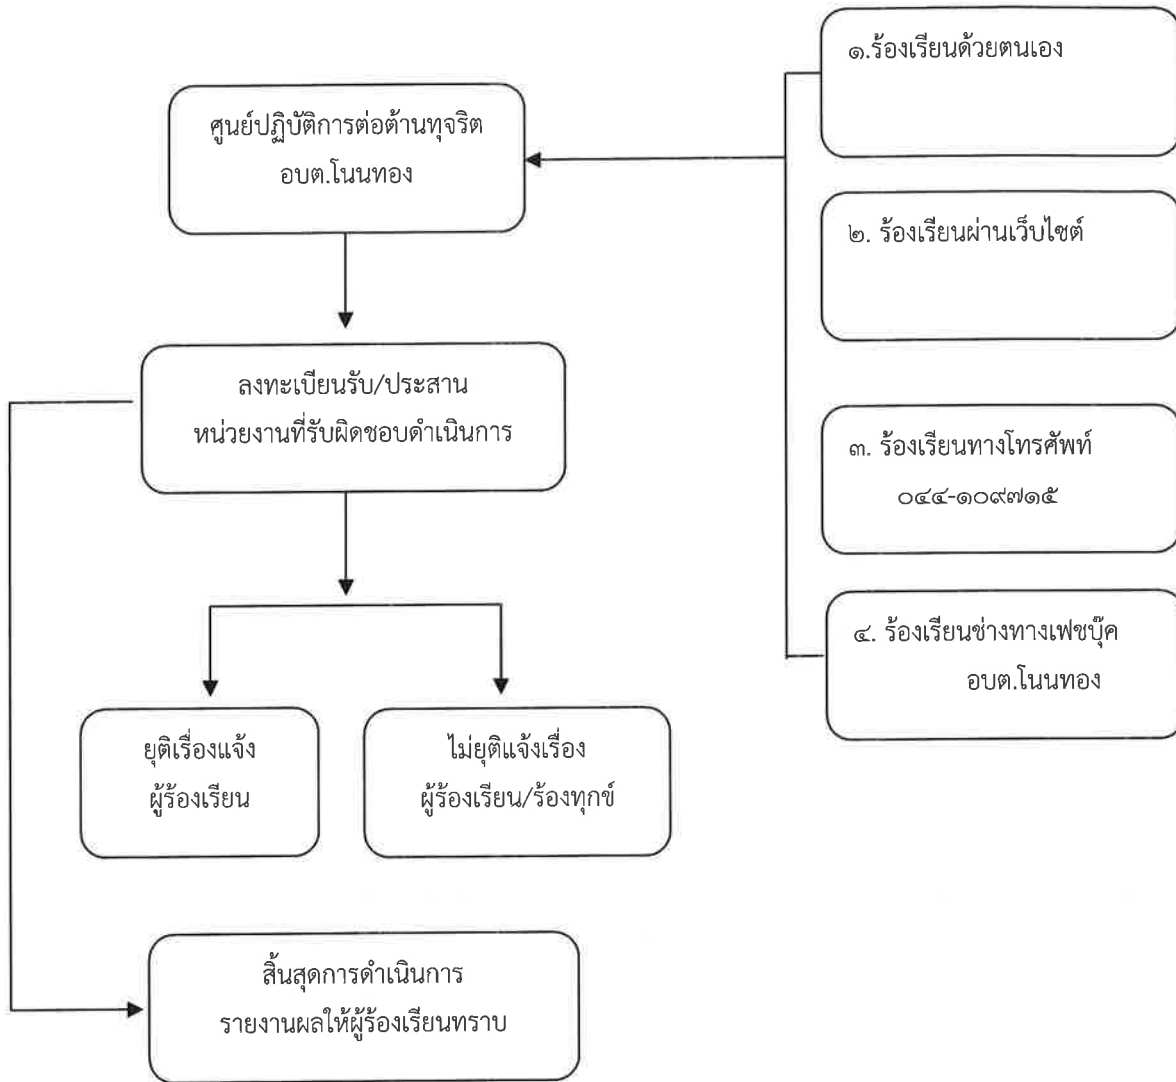 ๑.ร้องเรียนด้วยตนเอง
ศูนย์ปฏิบัติการต่อต้านทุจริต
อบต.โนนทอง
๒. ร้องเรียนผ่านเว็บไซต์
ลงทะเบียนรับ/ประสาน
หน่วยงานที่รับผิดชอบดำเนินการ
๓. ร้องเรียนทางโทรศัพท์
๐๔๔-๑๐๙๗๑๕
๔. ร้องเรียนช่างทางเฟชบุ๊ค
อบต.โนนทอง
ยุติเรื่องแจ้ง
ผู้ร้องเรียน
ไม่ยุติแจ้งเรื่อง
ผู้ร้องเรียน/ร้องทุกข์
สิ้นสุดการดำเนินการ
รายงานผลให้ผู้ร้องเรียนทราบ